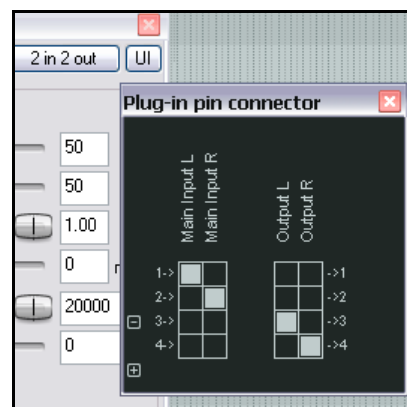 2 in 2 out
UI
Plug-in pin connector
50
50
1.00
0
20000
0
Main Input L
Main Input R
Output L
Output R
1->
->1
2->
->2
3->
->3
4->
->4